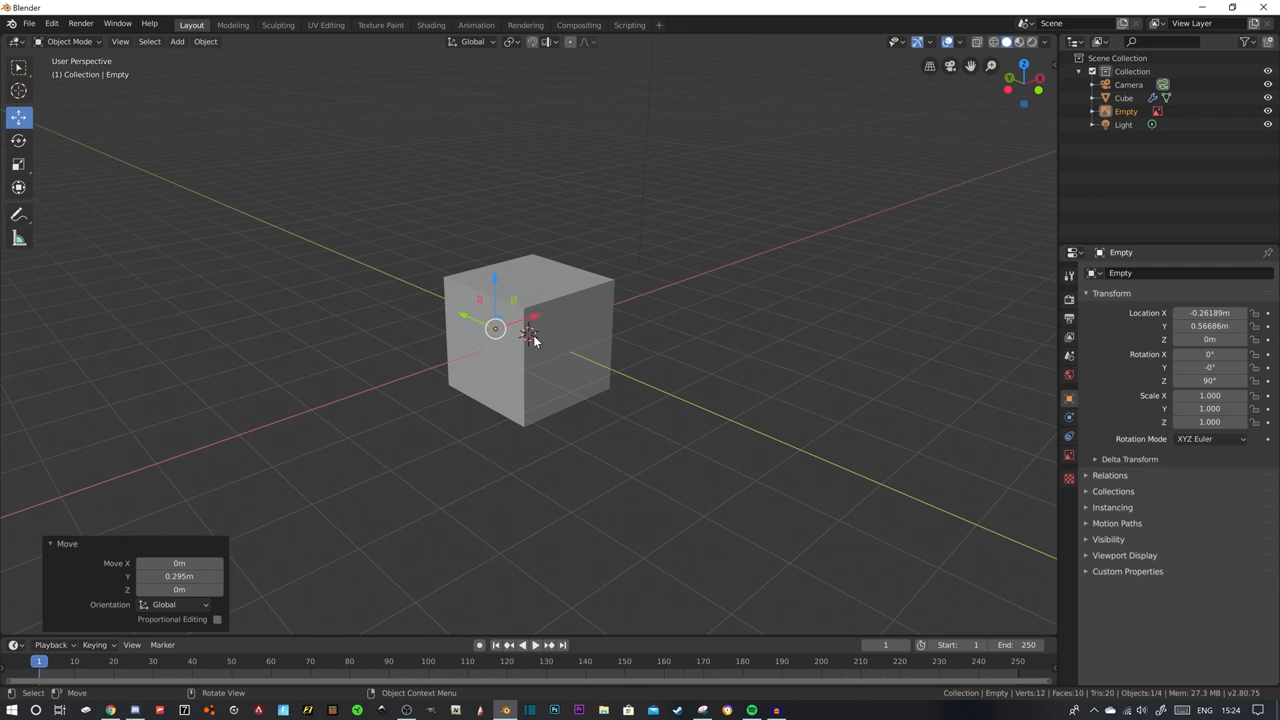 Blender
File Edit Render Window Help Layout Modeling Sculpting UV Editing Texture Paint Shading Animation Rendering Compositing Scripting + Scene View Layer
Object Mode View Select Add Object Global
User Perspective
(1) Collection | Empty
Z
Y X
Scene Collection
Collection
Camera
Cube
Empty
Light
Empty
Empty
Transform
Location X -0.26189m
Y 0.56686m
Z 0m
Rotation X 0°
Y -0°
Z 90°
Scale X 1.000
Y 1.000
Z 1.000
Rotation Mode XYZ Euler
Delta Transform
Relations
Collections
Instancing
Motion Paths
Visibility
Viewport Display
Custom Properties
Move
Move X 0m
Y 0.295m
Z 0m
Orientation Global
Proportional Editing
Playback Keying View Marker 1 Start: 1 End: 250
1 10 20 30 40 50 60 70 80 90 100 110 120 130 140 150 160 170 180 190 200 210 220 230 240 250
Select Move Rotate View Object Context Menu Collection | Empty | Verts:12 | Faces:10 | Tris:20 | Objects:1/4 | Mem: 27.3 MB | v2.80.75
15:24